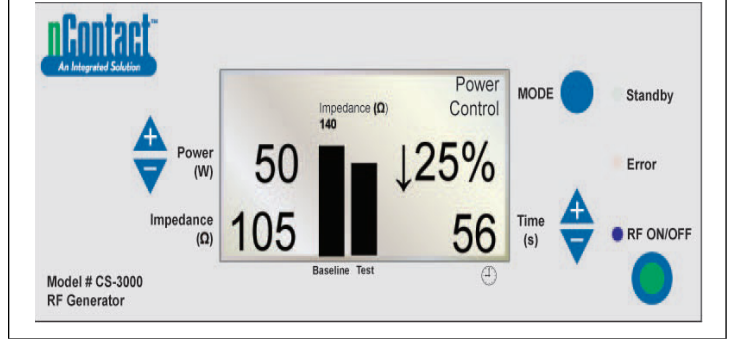 nContact™
An Integrated Solution
Power
Control
MODE
Standby
Impedance (Ω)
140
+
Power
(W)
−
50
↓25%
Error
Impedance
(Ω)
105
56
Time
(s)
+
−
RF ON/OFF
Baseline Test
Model # CS-3000
RF Generator